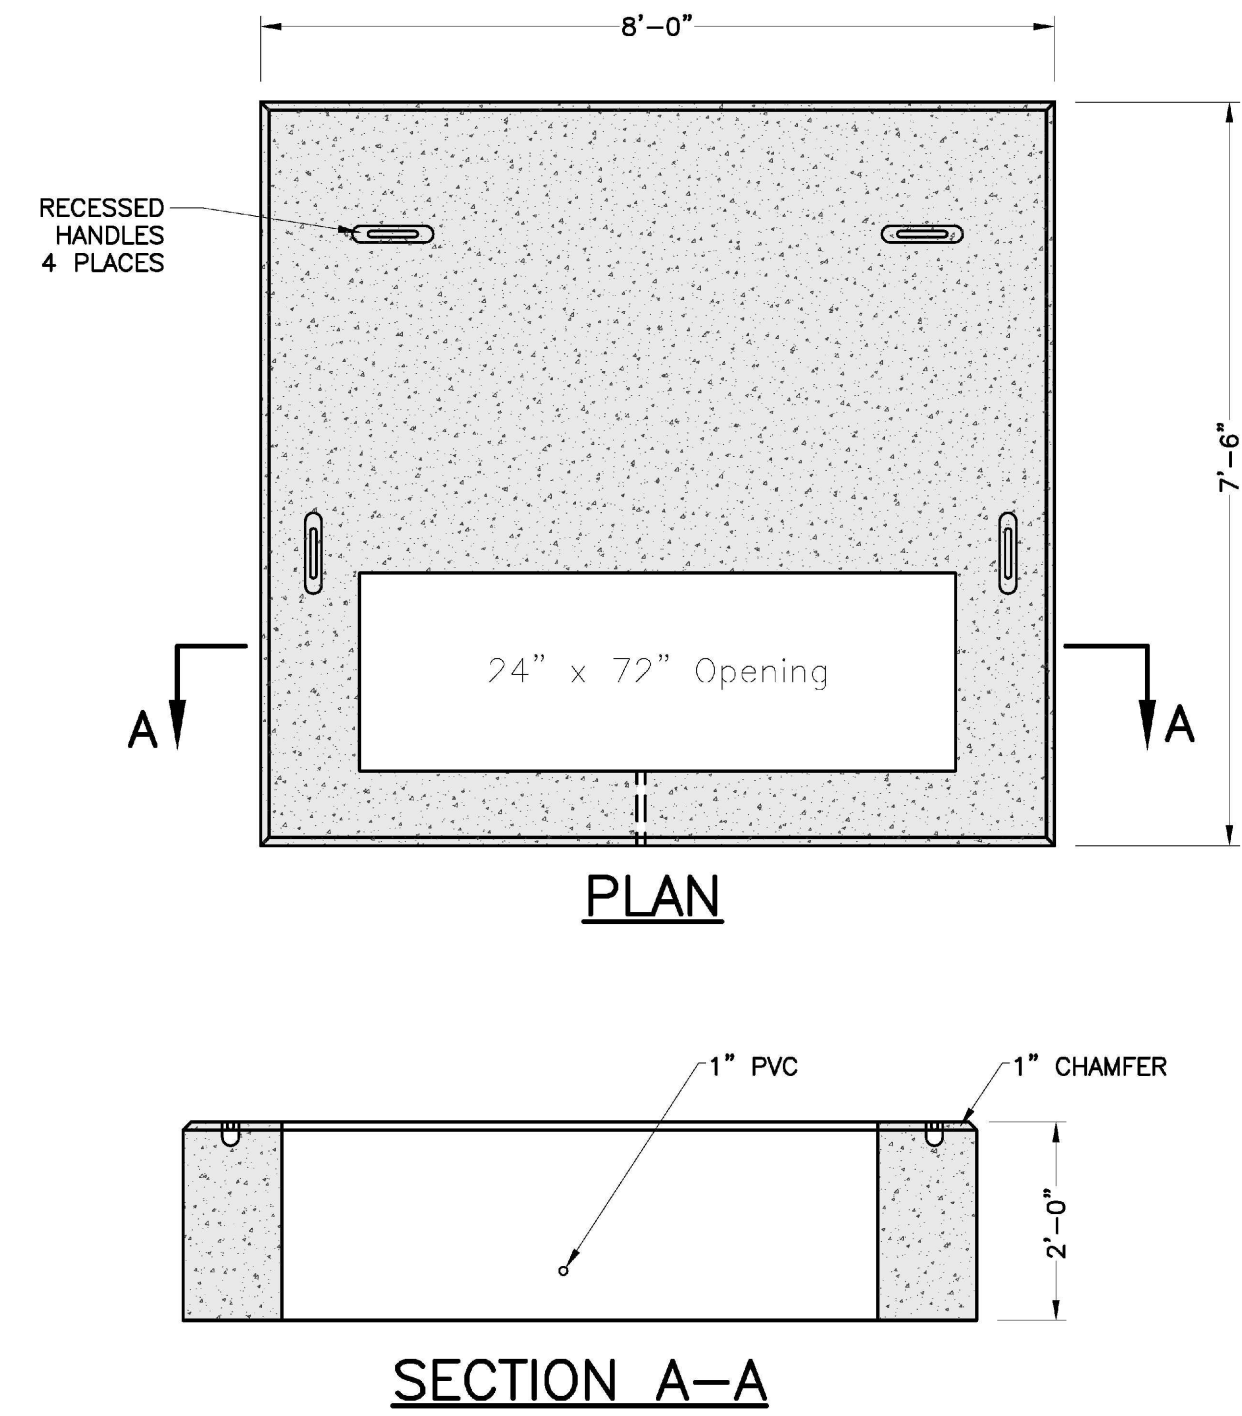 8'-0"
RECESSED
HANDLES
4 PLACES
7'-6"
24" x 72" Opening
A
A
PLAN
1" PVC
1" CHAMFER
2'-0"
SECTION A-A